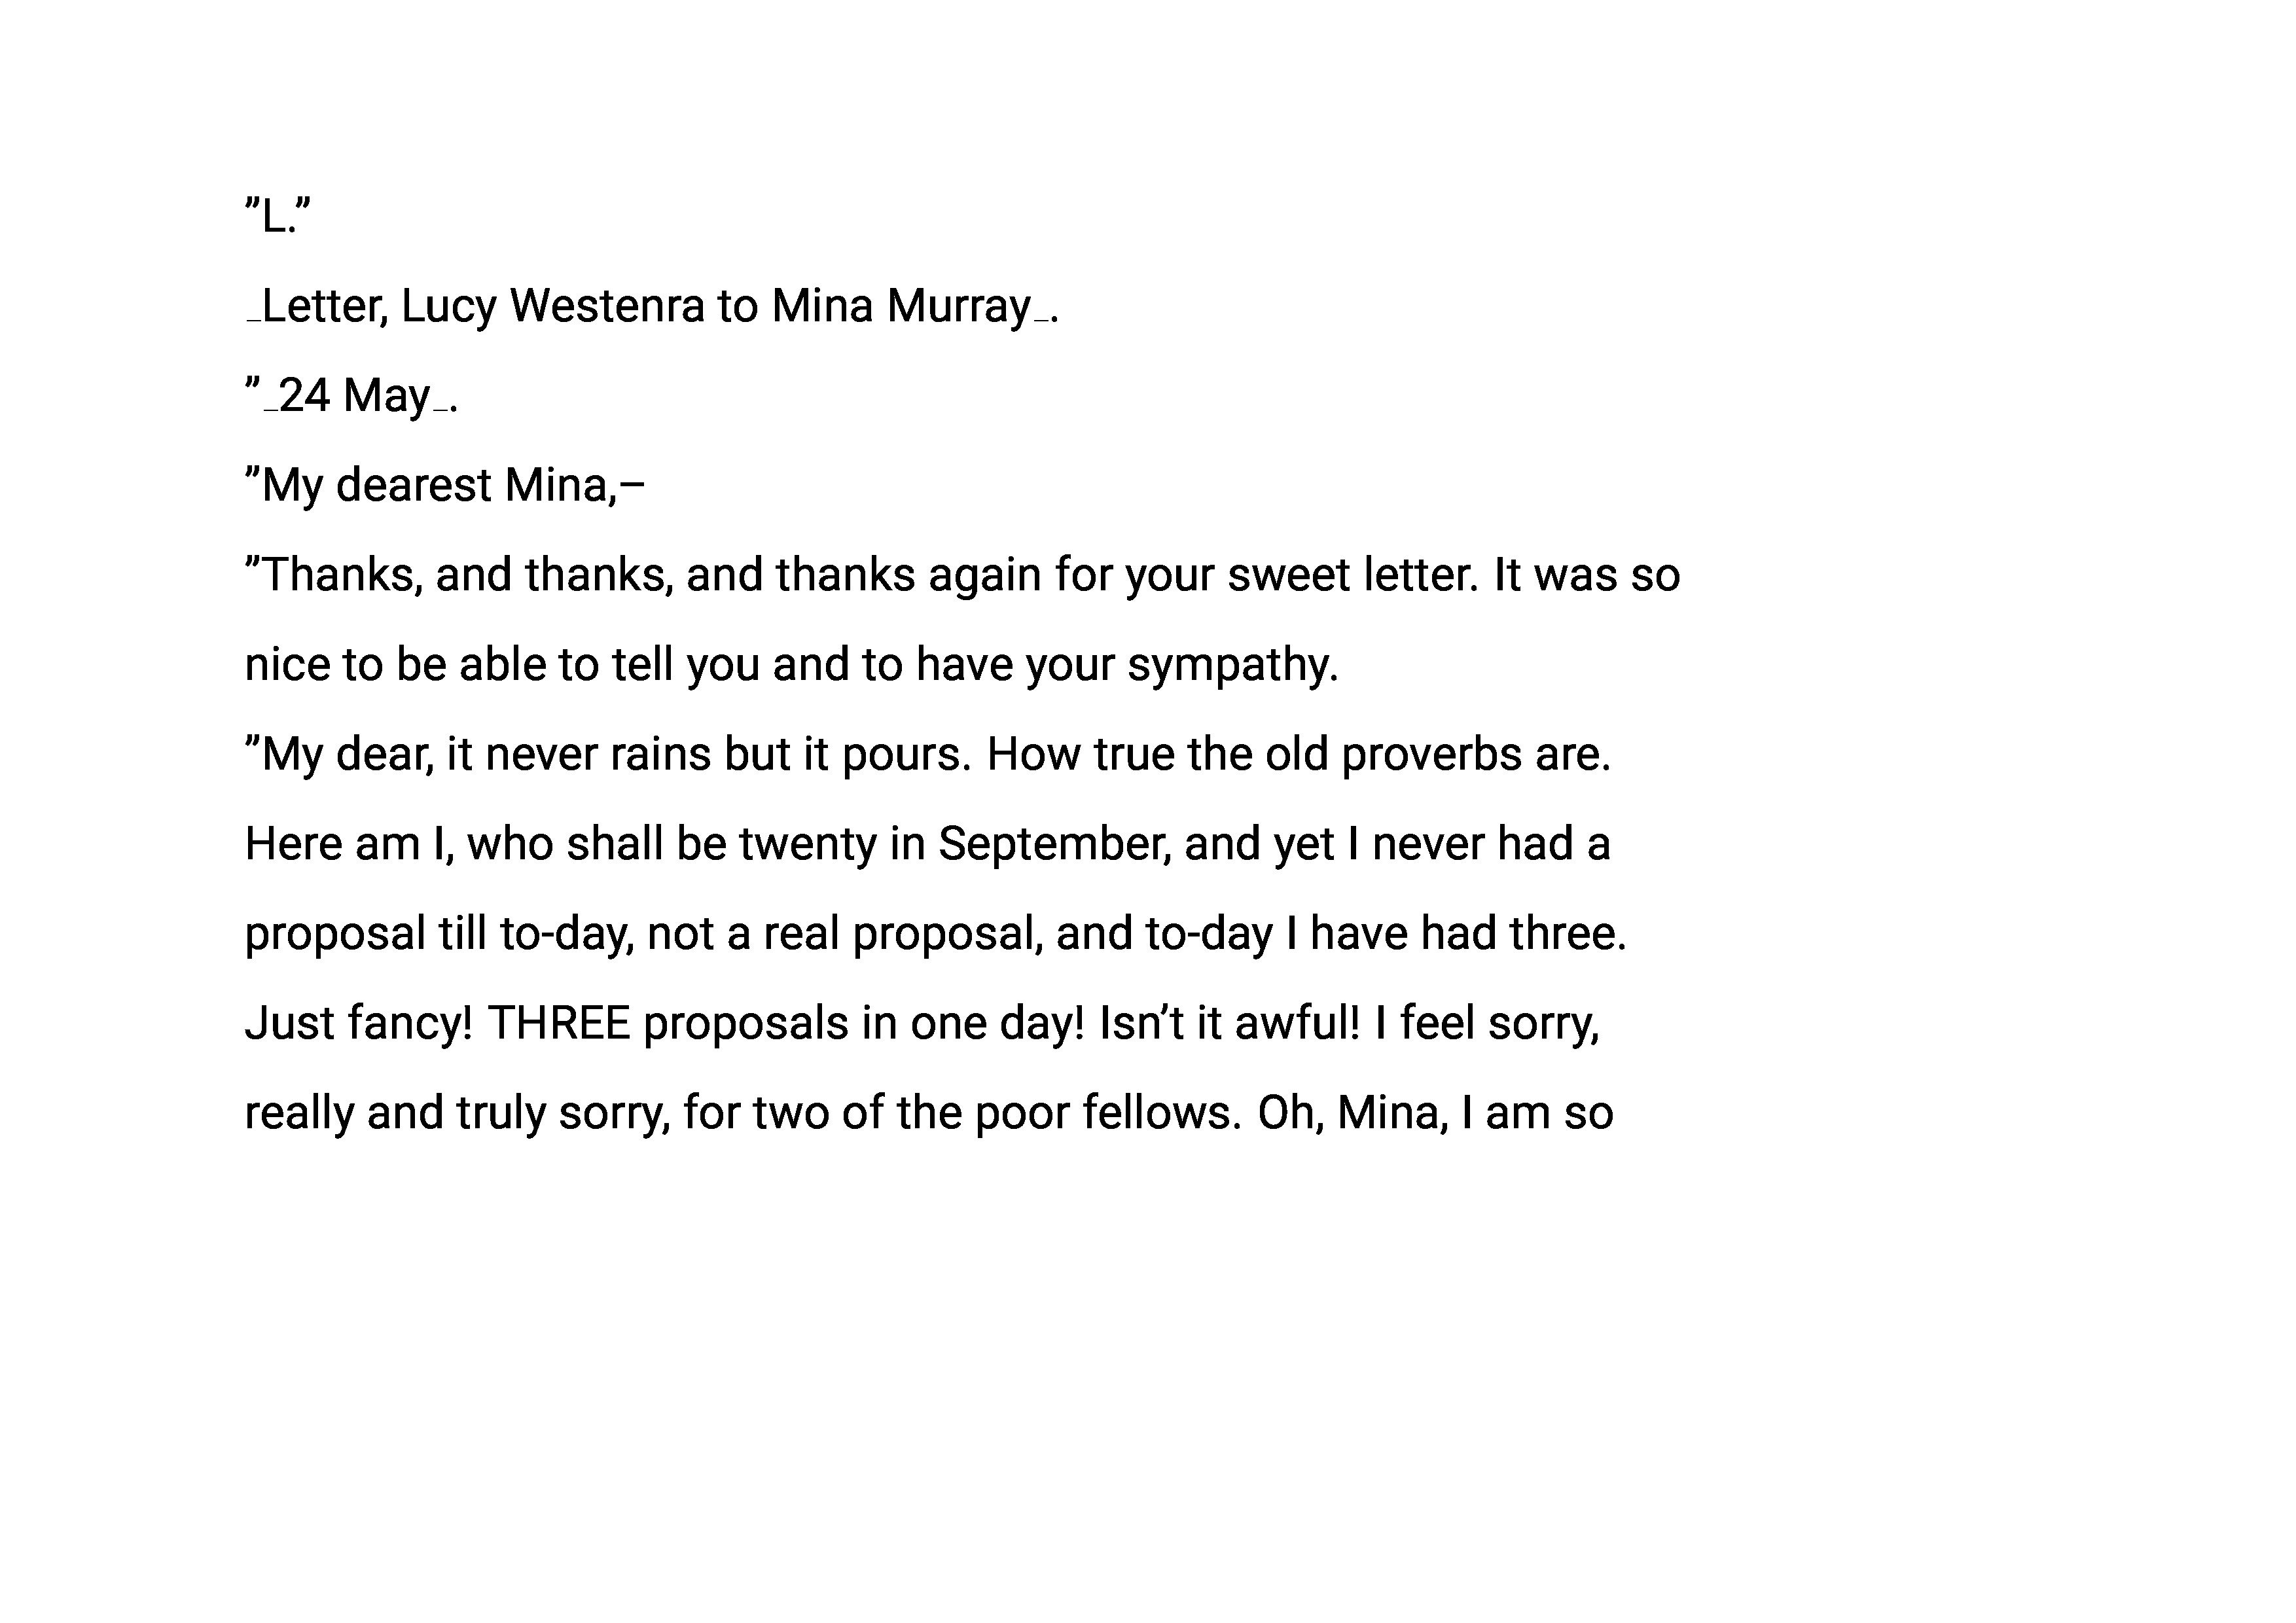 ”L.”
_Letter, Lucy Westenra to Mina Murray_.
”_24 May_.
”My dearest Mina,–
”Thanks, and thanks, and thanks again for your sweet letter. It was so
nice to be able to tell you and to have your sympathy.
”My dear, it never rains but it pours. How true the old proverbs are.
Here am I, who shall be twenty in September, and yet I never had a
proposal till to-day, not a real proposal, and to-day I have had three.
Just fancy! THREE proposals in one day! Isn’t it awful! I feel sorry,
really and truly sorry, for two of the poor fellows. Oh, Mina, I am so